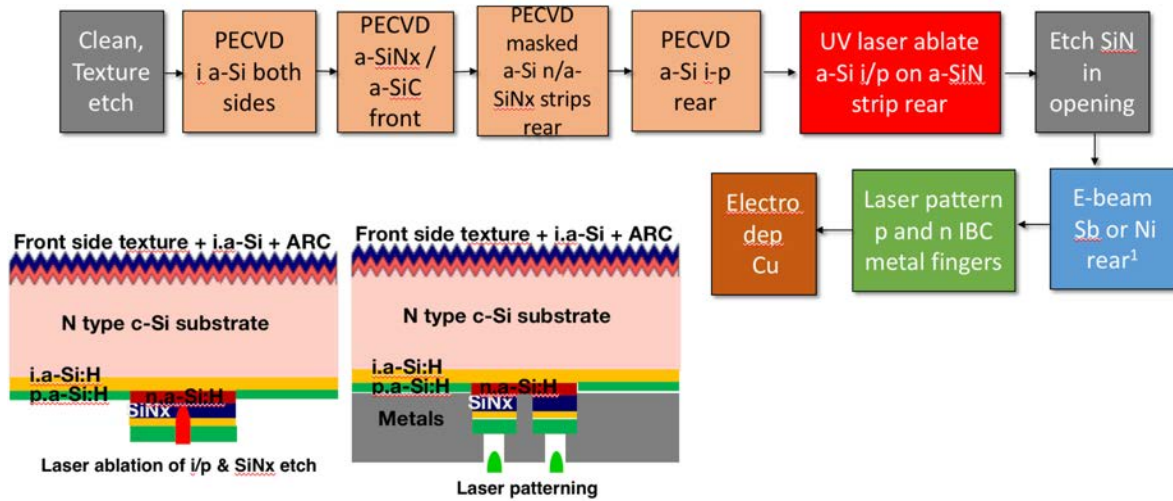 Clean,
Texture
etch
PECVD
i a-Si both
sides
PECVD
a-SiNx /
a-SiC
front
PECVD
masked
a-Si n/a-
SiNx strips
rear
PECVD
a-Si i-p
rear
UV laser ablate
a-Si i/p on a-SiN
strip rear
Etch SiN
in
opening
E-beam
Sb or Ni
rear¹
Laser pattern
p and n IBC
metal fingers
Electro
dep
Cu
Front side texture + i.a-Si + ARC
N type c-Si substrate
i.a-Si:H
p.a-Si:H
n.a-Si:H
SiNx
Laser ablation of i/p & SiNx etch
Front side texture + i.a-Si + ARC
N type c-Si substrate
i.a-Si:H
p.a-Si:H
n.a-Si:H
SiNx
Metals
Laser patterning